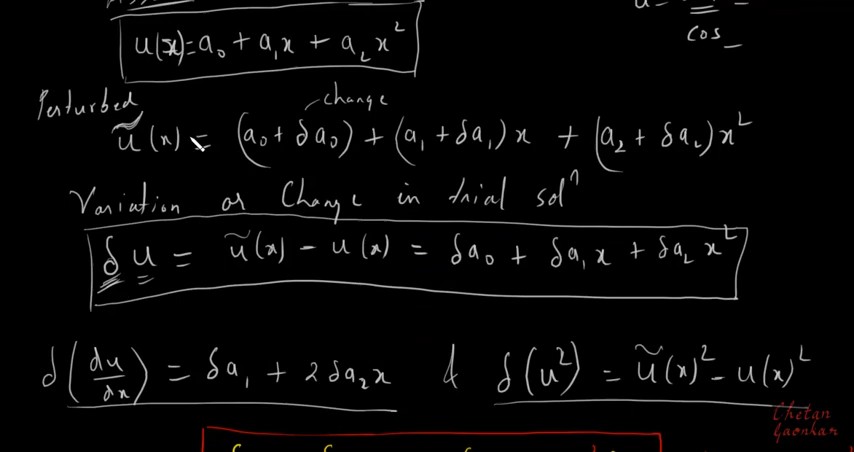 u = 
cos
u(x) = a₀ + a₁x + a₂x²
Perturbed
change
ũ(x) = (a₀ + δa₀) + (a₁ + δa₁)x + (a₂ + δa₂)x²
Variation or Change in trial solⁿ
δu = ũ(x) - u(x) = δa₀ + δa₁x + δa₂x²
δ(du/dx) = δa₁ + 2δa₂x & δ(u²) = ũ(x)² - u(x)²
Chetan
Gaonkar